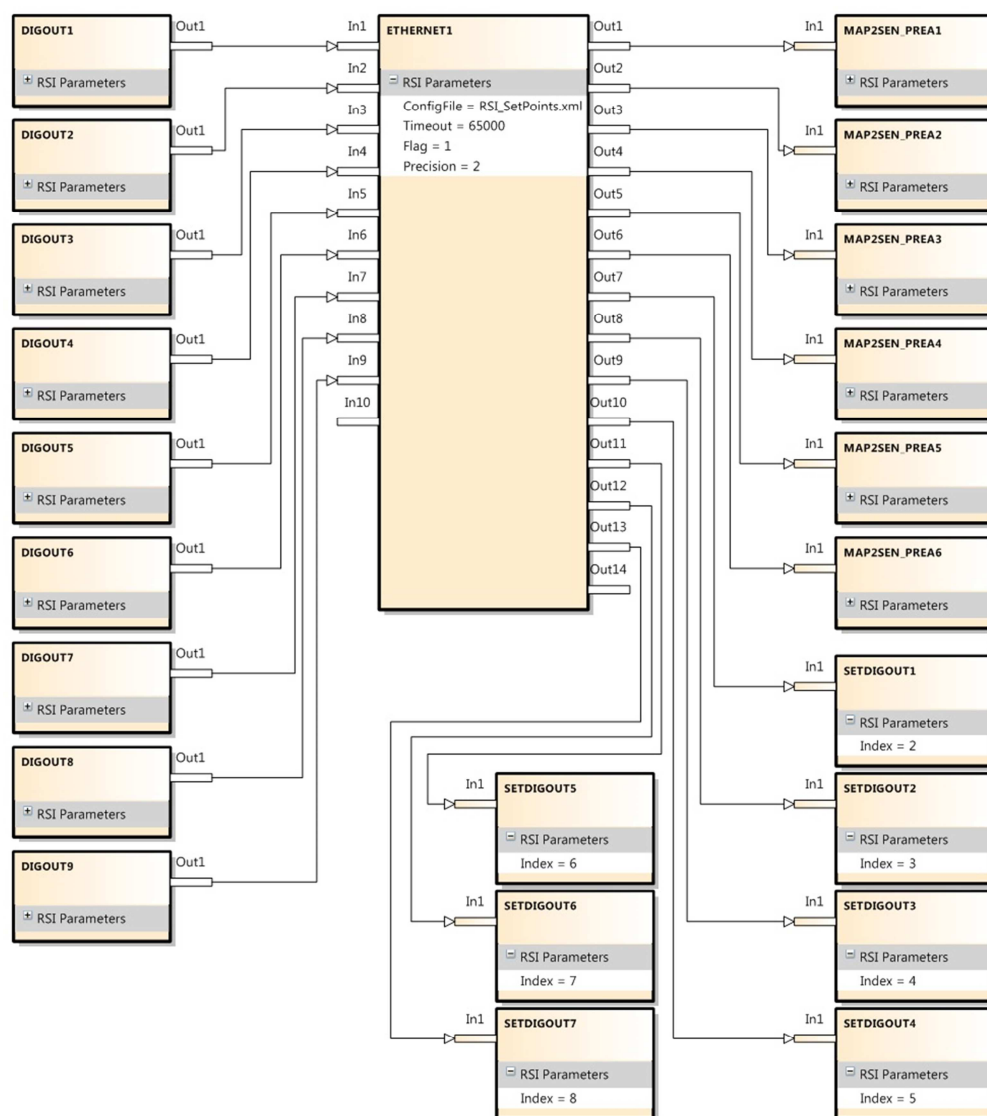 DIGOUT1
Out1
RSI Parameters
DIGOUT2
Out1
RSI Parameters
DIGOUT3
Out1
RSI Parameters
DIGOUT4
Out1
RSI Parameters
DIGOUT5
Out1
RSI Parameters
DIGOUT6
Out1
RSI Parameters
DIGOUT7
Out1
RSI Parameters
DIGOUT8
Out1
RSI Parameters
DIGOUT9
Out1
RSI Parameters
In1
In2
In3
In4
In5
In6
In7
In8
In9
In10
ETHERNET1
RSI Parameters
ConfigFile = RSI_SetPoints.xml
Timeout = 65000
Flag = 1
Precision = 2
Out1
Out2
Out3
Out4
Out5
Out6
Out7
Out8
Out9
Out10
Out11
Out12
Out13
Out14
In1
SETDIGOUT5
RSI Parameters
Index = 6
In1
SETDIGOUT6
RSI Parameters
Index = 7
In1
SETDIGOUT7
RSI Parameters
Index = 8
In1
MAP2SEN_PREA1
RSI Parameters
In1
MAP2SEN_PREA2
RSI Parameters
In1
MAP2SEN_PREA3
RSI Parameters
In1
MAP2SEN_PREA4
RSI Parameters
In1
MAP2SEN_PREA5
RSI Parameters
In1
MAP2SEN_PREA6
RSI Parameters
In1
SETDIGOUT1
RSI Parameters
Index = 2
In1
SETDIGOUT2
RSI Parameters
Index = 3
In1
SETDIGOUT3
RSI Parameters
Index = 4
In1
SETDIGOUT4
RSI Parameters
Index = 5